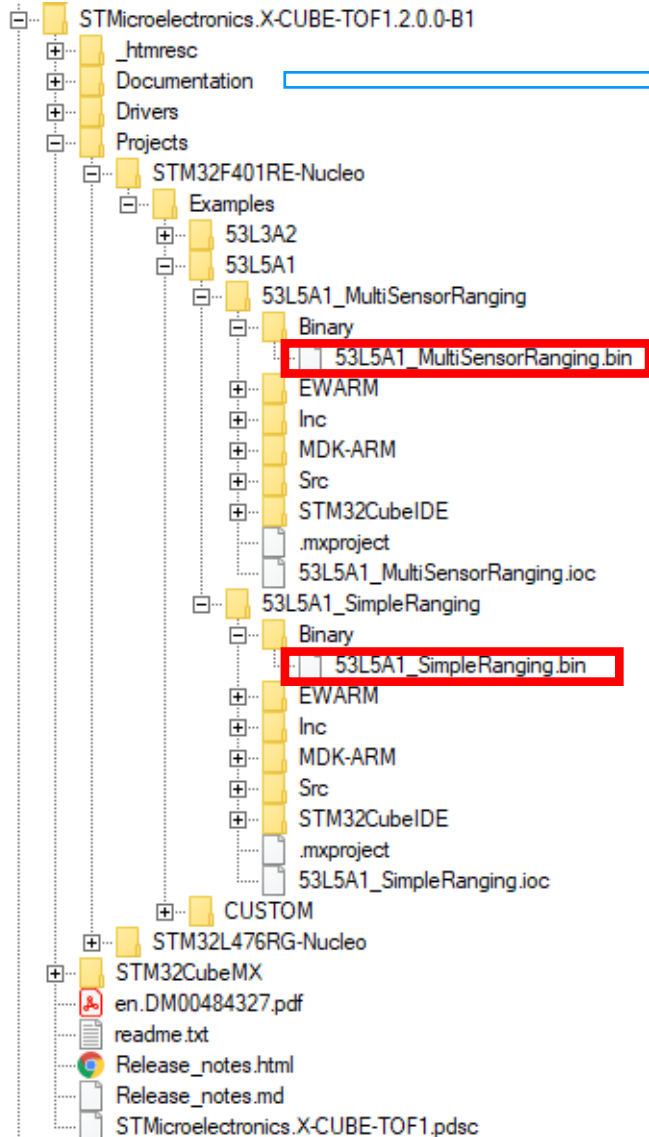 STMicroelectronics.X-CUBE-TOF1.2.0.0-B1
_htmresc
Documentation
Drivers
Projects
STM32F401RE-Nucleo
Examples
53L3A2
53L5A1
53L5A1_MultiSensorRanging
Binary
53L5A1_MultiSensorRanging.bin
EWARM
Inc
MDK-ARM
Src
STM32CubeIDE
.mxproject
53L5A1_MultiSensorRanging.ioc
53L5A1_SimpleRanging
Binary
53L5A1_SimpleRanging.bin
EWARM
Inc
MDK-ARM
Src
STM32CubeIDE
.mxproject
53L5A1_SimpleRanging.ioc
CUSTOM
STM32L476RG-Nucleo
STM32CubeMX
en.DM00484327.pdf
readme.txt
Release_notes.html
Release_notes.md
STMicroelectronics.X-CUBE-TOF1.pdsc